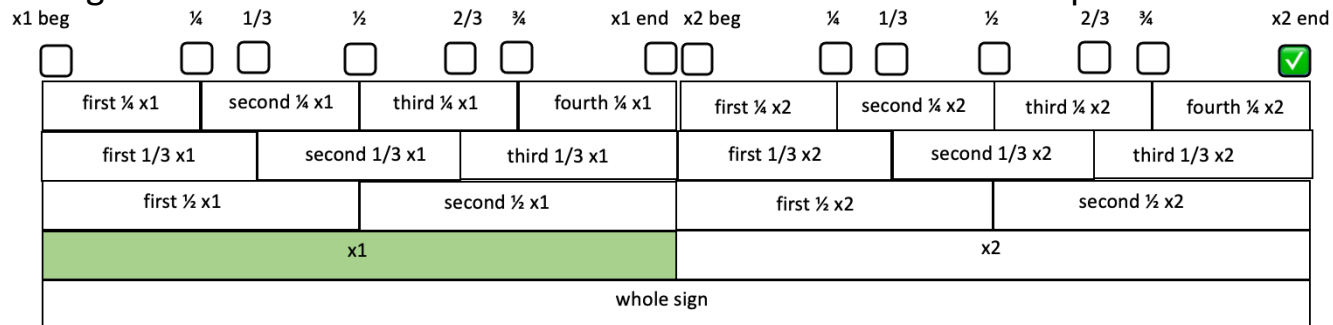 x1 beg ¼ 1/3 ½ 2/3 ¾ x1 end x2 beg ¼ 1/3 ½ 2/3 ¾ x2 end
first ¼ x1 second ¼ x1 third ¼ x1 fourth ¼ x1 first ¼ x2 second ¼ x2 third ¼ x2 fourth ¼ x2
first 1/3 x1 second 1/3 x1 third 1/3 x1 first 1/3 x2 second 1/3 x2 third 1/3 x2
first ½ x1 second ½ x1 first ½ x2 second ½ x2
x1 x2
whole sign